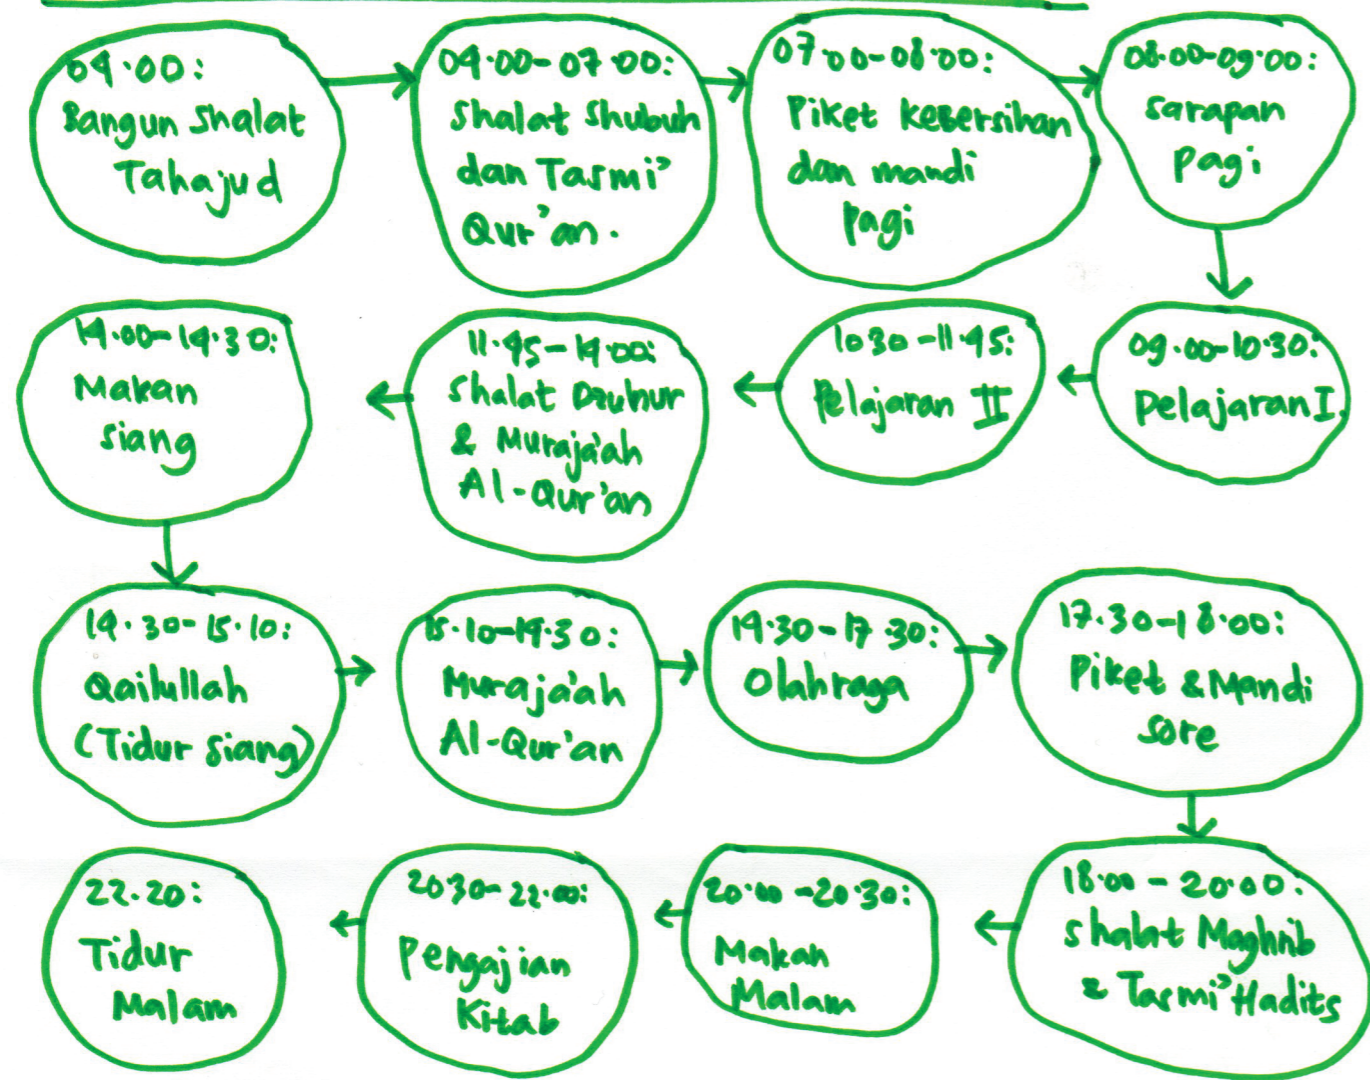 04.00:
Bangun Shalat
Tahajud
04.00-07.00:
Shalat Shubuh
dan Tasmi'
Qur'an.
07.00-08.00:
Piket kebersihan
dan mandi
pagi
08.00-09.00:
sarapan
pagi
09.00-10.30:
pelajaran I.
10.30-11.45:
Pelajaran II
11.45-14.00:
Shalat Dzuhur
& Muraja'ah
Al-Qur'an
14.00-14.30:
Makan
siang
14.30-15.10:
Qailullah
(Tidur siang)
15.10-14.30:
Muraja'ah
Al-Qur'an
14.30-17.30:
Olahraga
17.30-18.00:
Piket & Mandi
sore
18.00-20.00:
shalat Maghrib
& Tasmi' Hadits
20.00-20.30:
Makan
Malam
20.30-22.00:
Pengajian
Kitab
22.20:
Tidur
Malam